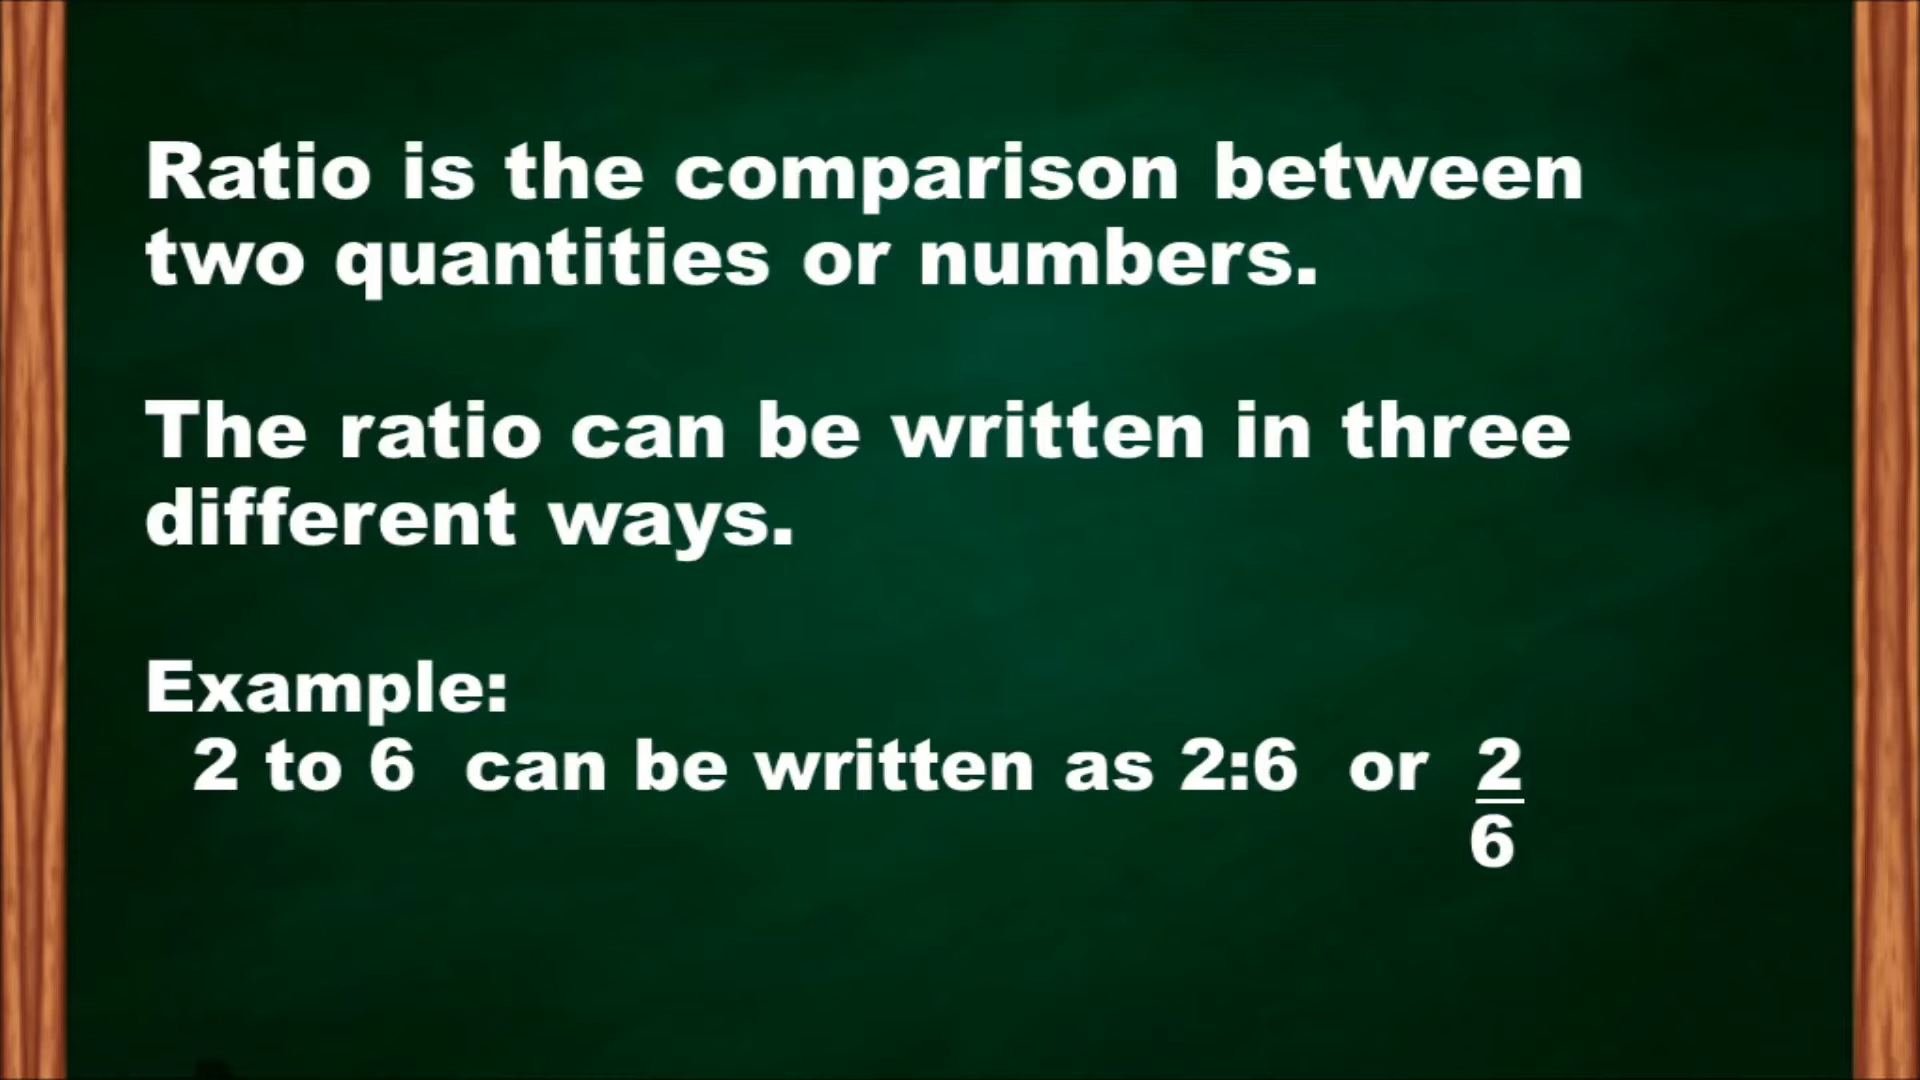 Ratio is the comparison between
two quantities or numbers.
The ratio can be written in three
different ways.
Example:
2 to 6 can be written as 2:6 or 2
6